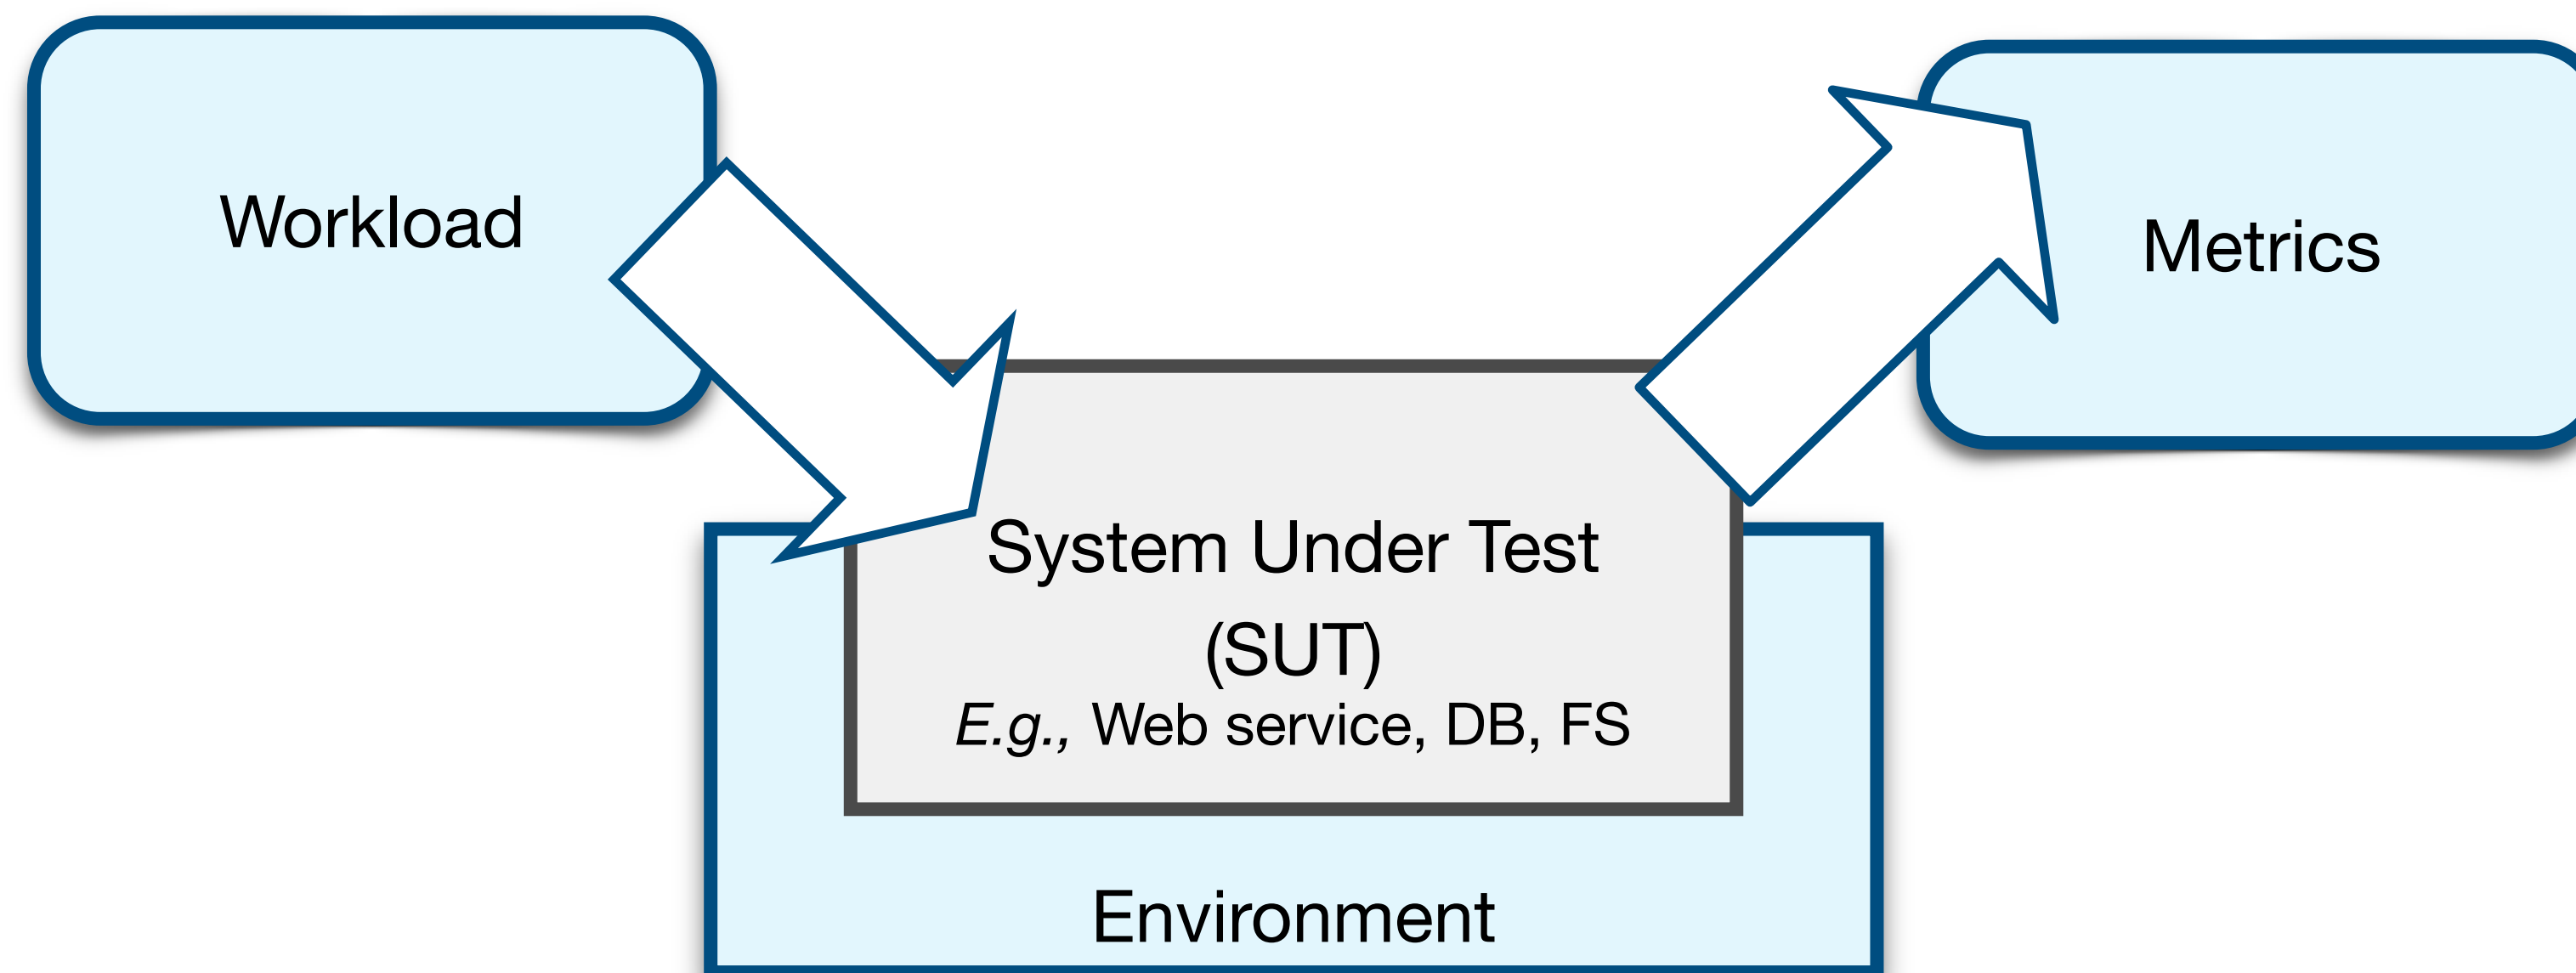 Workload
Metrics
System Under Test
(SUT)
E.g., Web service, DB, FS
Environment